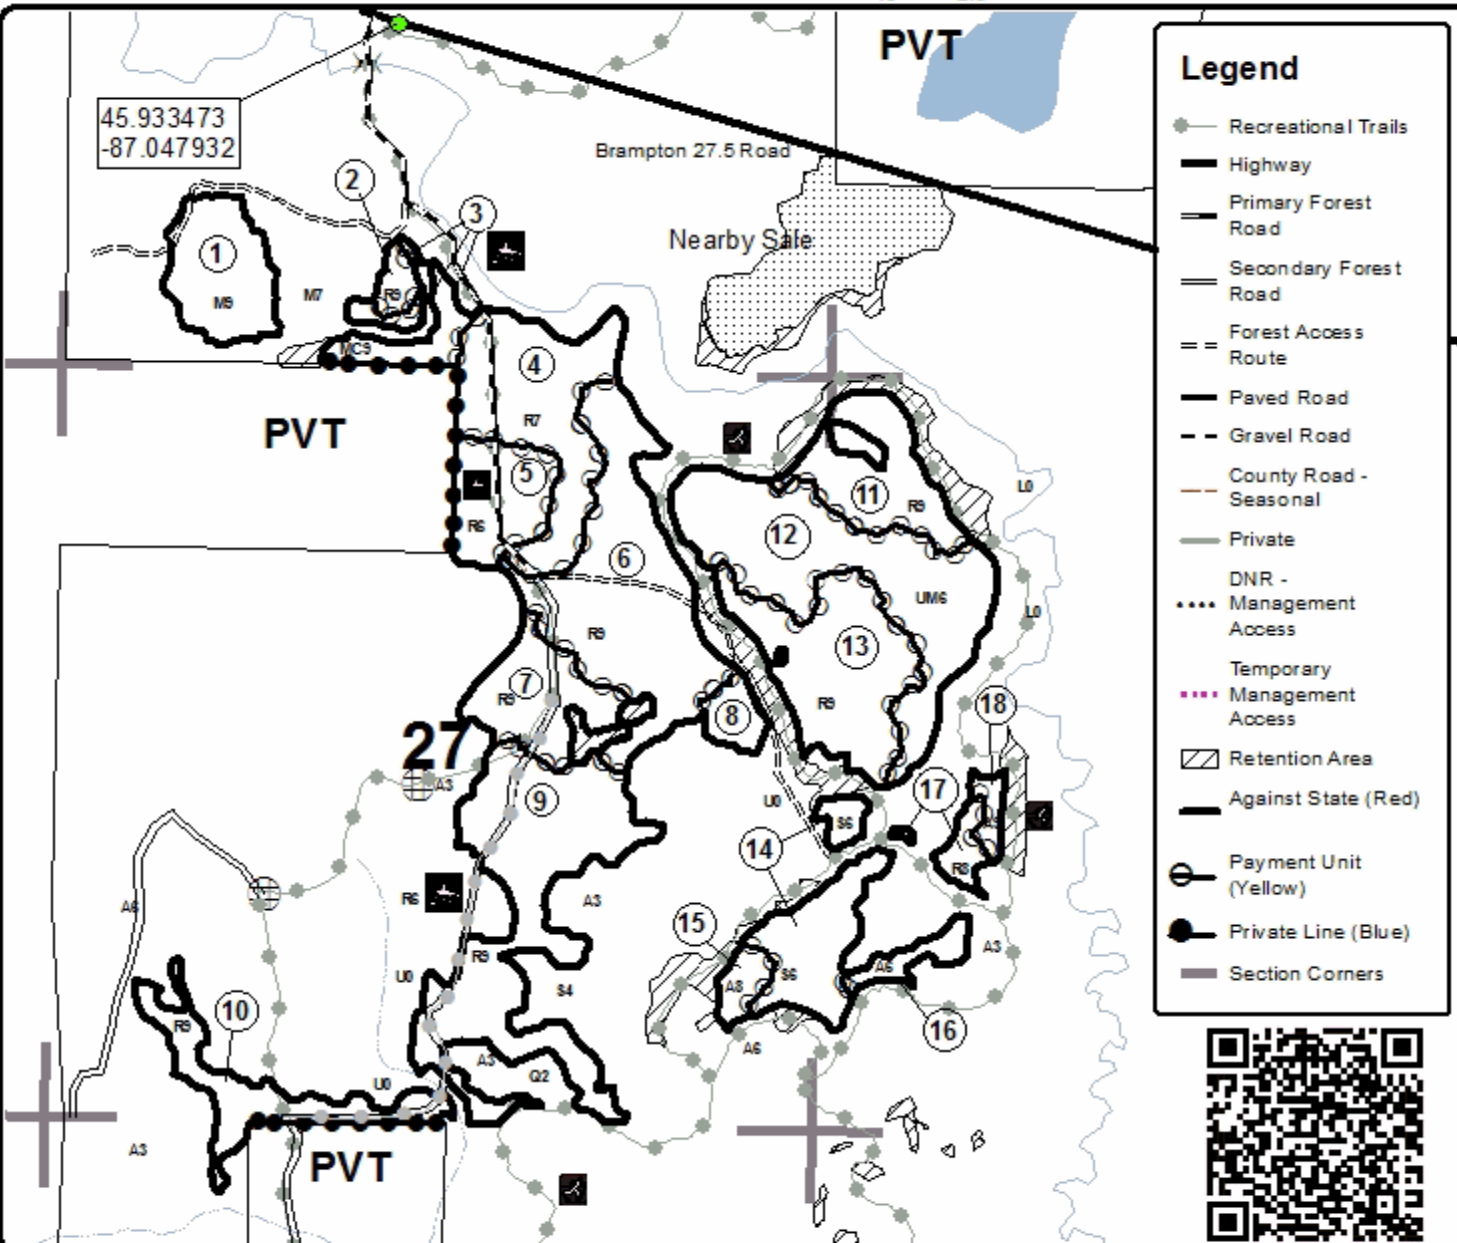 PVT
45.933473
-87.047932
Brampton 27.5 Road
2
3
Nearby Sale
1
M9
M7
R9
MC9
4
PVT
R7
5
R6
6
11
R9
L0
12
UM6
L0
R9
13
7
R9
R9
8
18
27
A3
9
U0
17
S6
14
R8
A6
R6
A3
15
A3
R9
U0
S4
A8
S6
A6
10
R9
16
A6
A3
Q2
U0
A3
PVT
Legend
Recreational Trails
Highway
Primary Forest
Road
Secondary Forest
Road
Forest Access
Route
Paved Road
Gravel Road
County Road -
Seasonal
Private
DNR -
Management
Access
Temporary
Management
Access
Retention Area
Against State (Red)
Payment Unit
(Yellow)
Private Line (Blue)
Section Corners